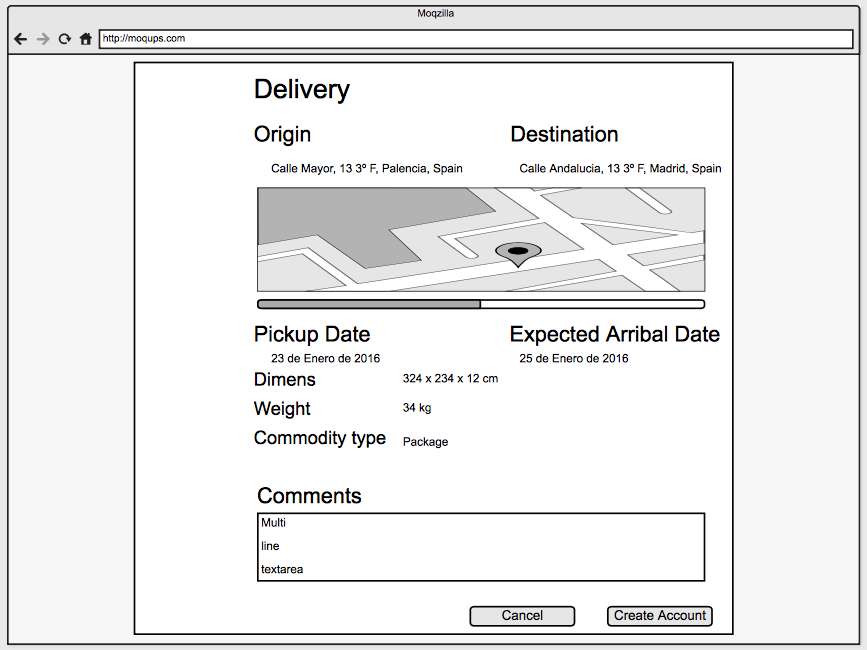 Moqzilla
http://moqups.com
Delivery
Origin
Destination
Calle Mayor, 13 3º F, Palencia, Spain
Calle Andalucia, 13 3º F, Madrid, Spain
Pickup Date
Expected Arribal Date
23 de Enero de 2016
25 de Enero de 2016
Dimens
324 x 234 x 12 cm
Weight
34 kg
Commodity type
Package
Comments
Multi
line
textarea
Cancel
Create Account